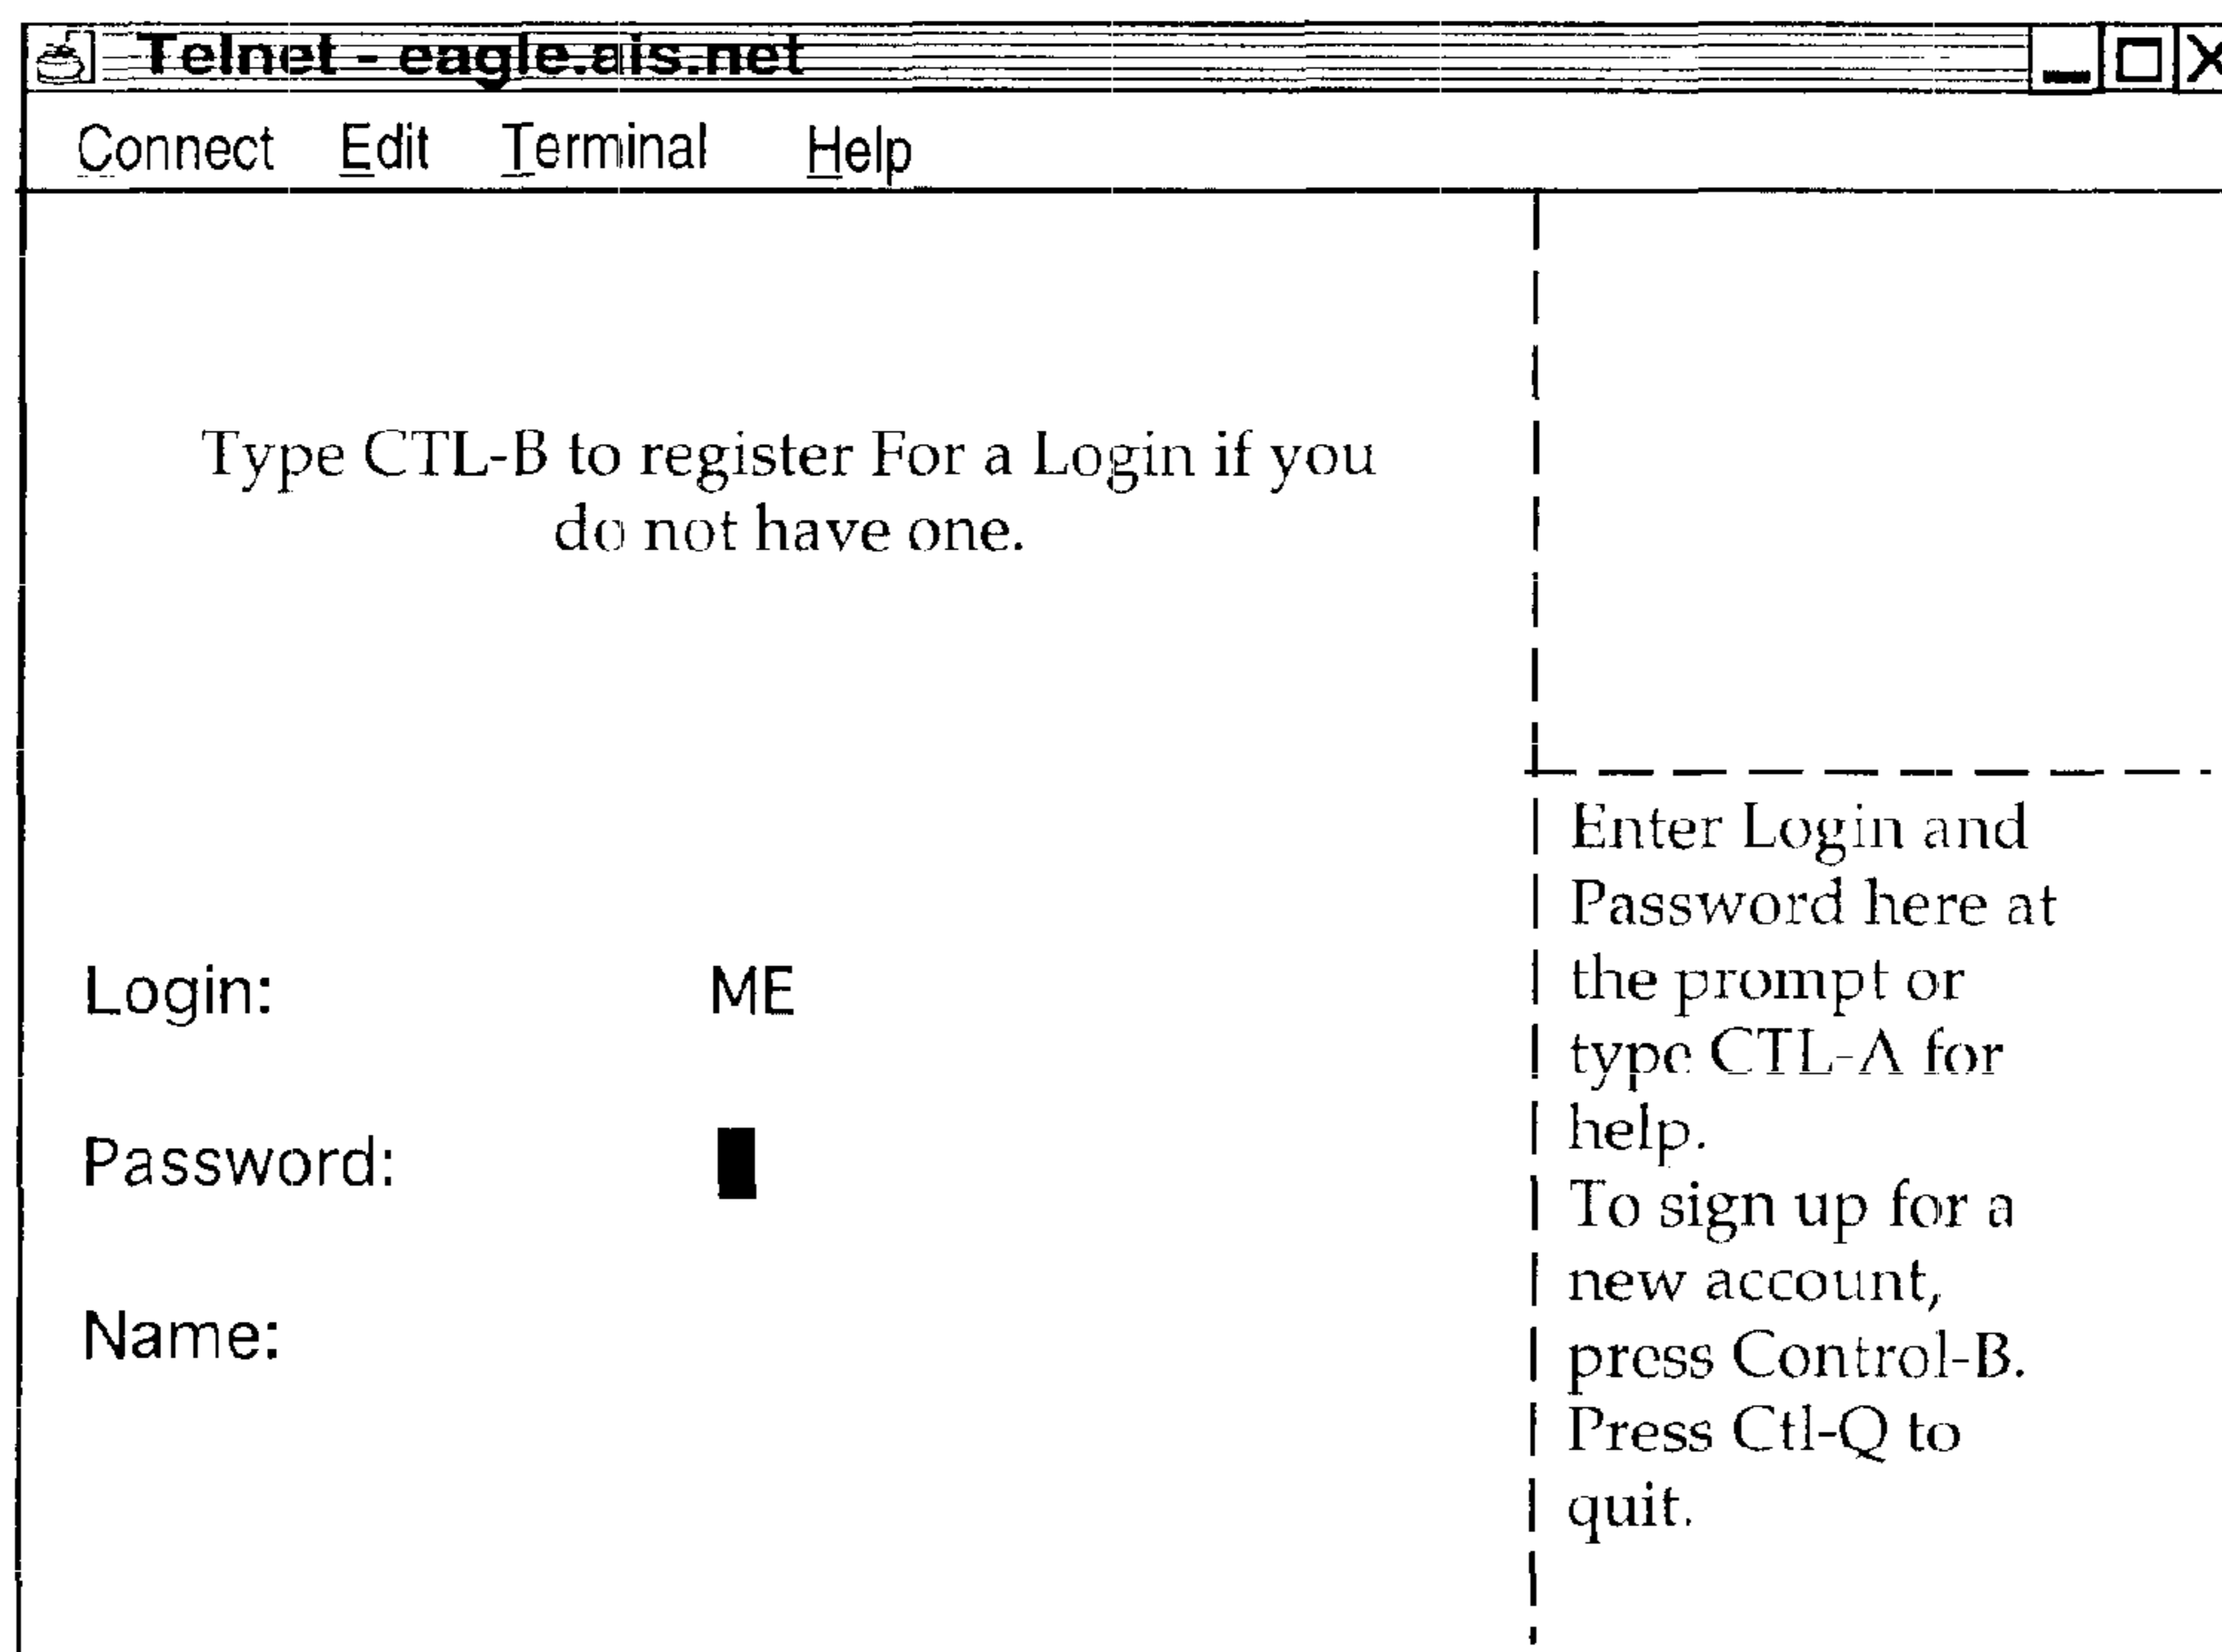 Telnet - eagle.ais.net
Connect Edit Terminal Help
Type CTL-B to register For a Login if you
do not have one.
Login: ME
Password:
Name:
Enter Login and
Password here at
the prompt or
type CTL-A for
help.
To sign up for a
new account,
press Control-B.
Press Ctl-Q to
quit.